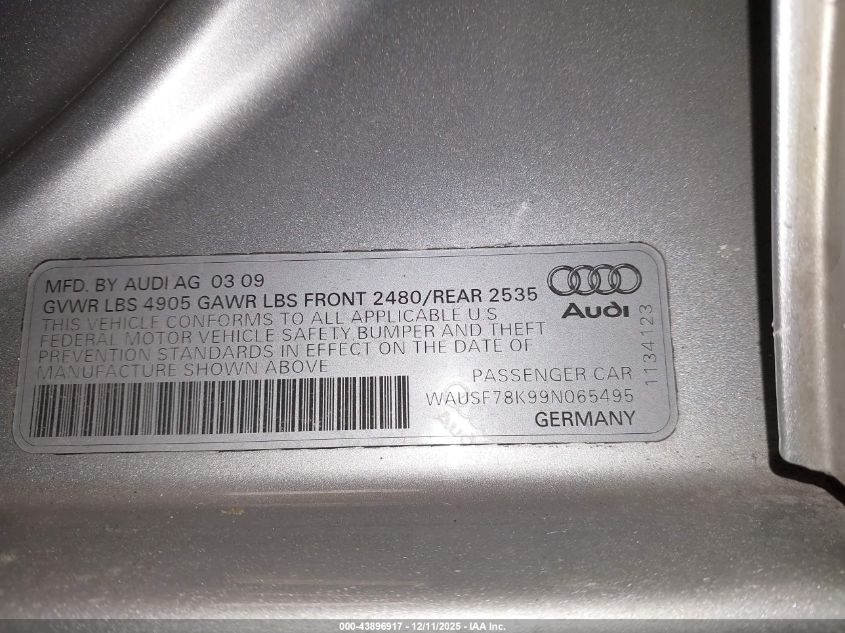 MFD. BY AUDI AG 03 09
GVWR LBS 4905 GAWR LBS FRONT 2480/REAR 2535
THIS VEHICLE CONFORMS TO ALL APPLICABLE U S
FEDERAL MOTOR VEHICLE SAFETY, BUMPER AND THEFT
PREVENTION STANDARDS IN EFFECT ON THE DATE OF
MANUFACTURE SHOWN ABOVE
PASSENGER CAR
WAUSF78K99N065495
GERMANY
Audi
1134123
Audi
000-43896917 - 12/11/2025 - IAA Inc.